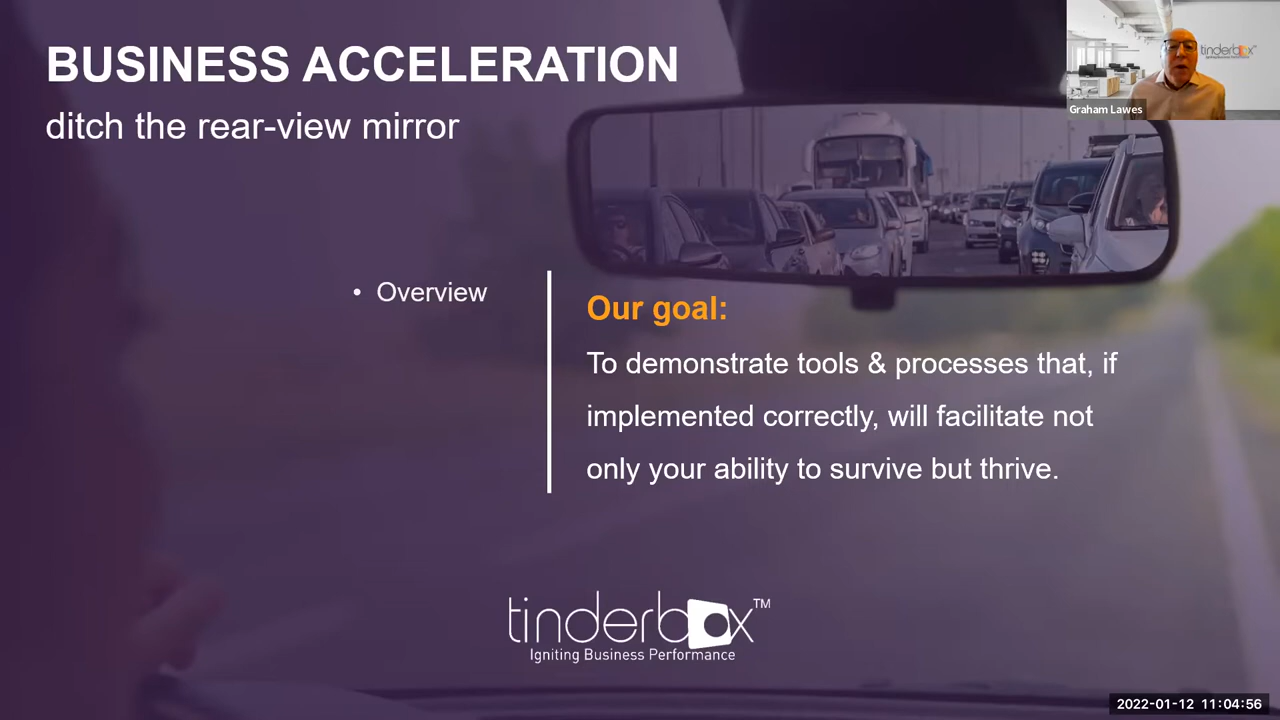 BUSINESS ACCELERATION
ditch the rear-view mirror
tinderbox
Graham Lawes
• Overview
Our goal:
To demonstrate tools & processes that, if
implemented correctly, will facilitate not
only your ability to survive but thrive.
tinderbox™
Igniting Business Performance
2022-01-12 11:04:56